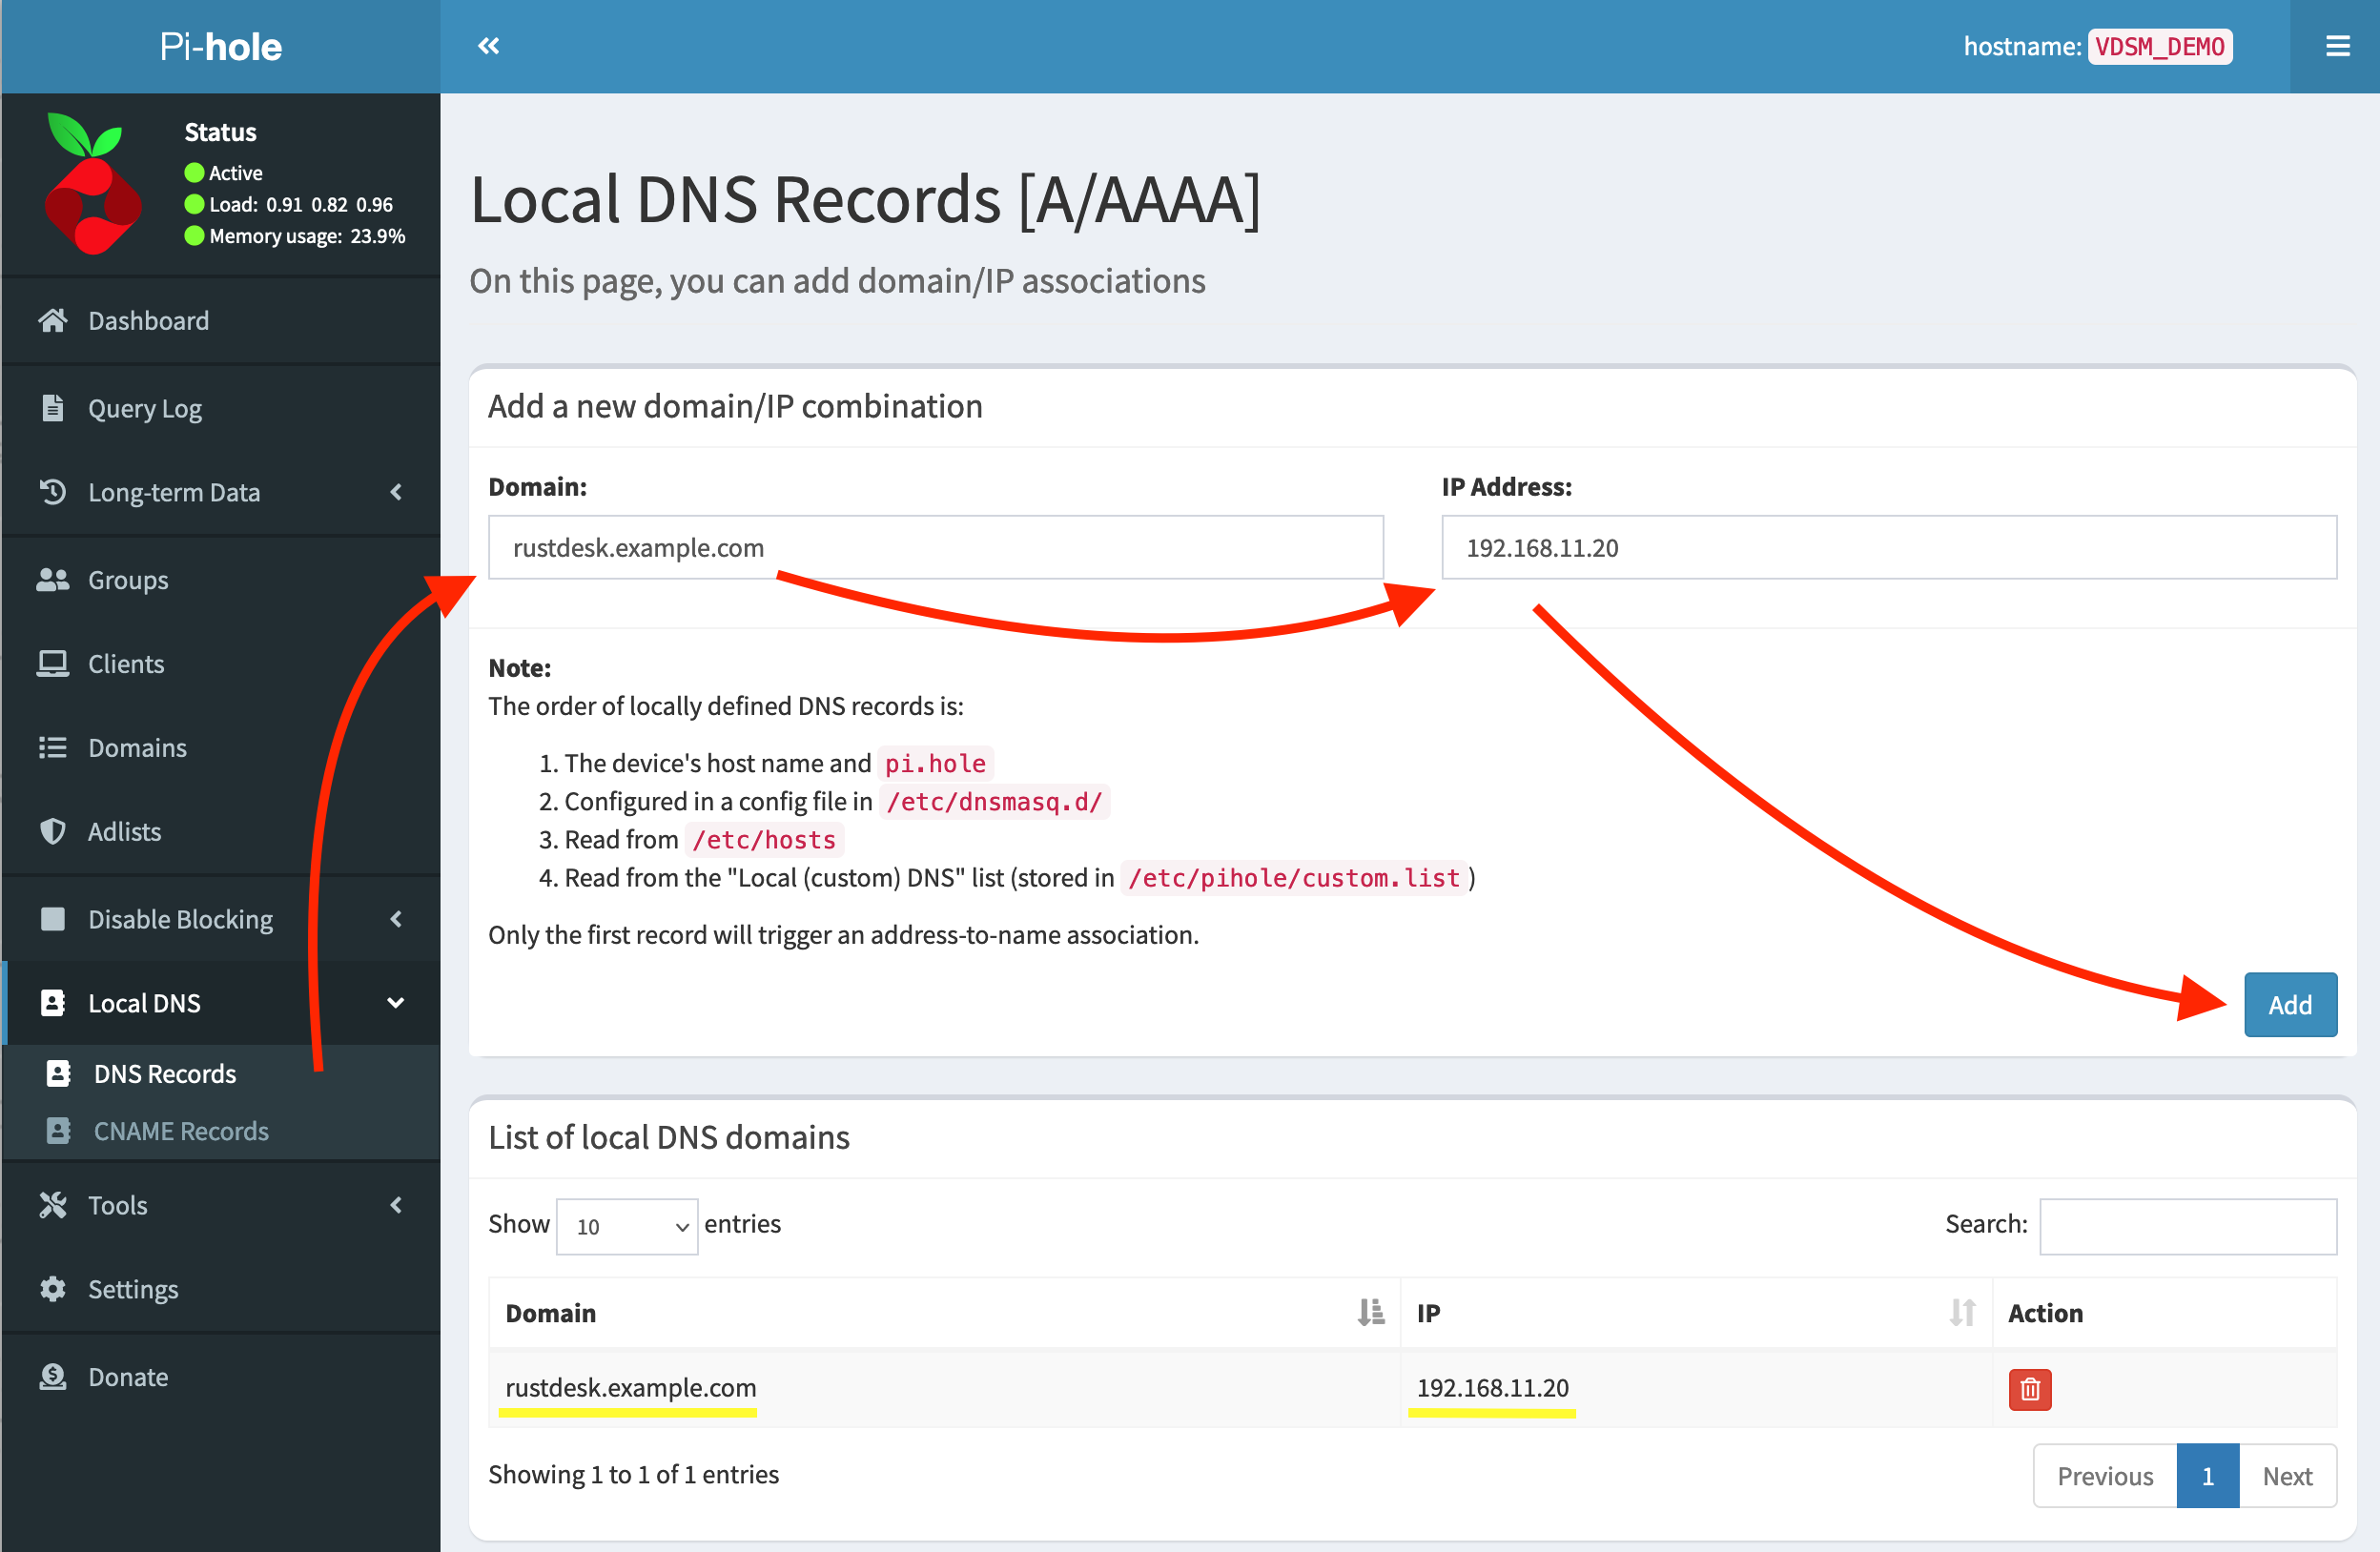 Pi-hole
hostname: VDSM_DEMO
Status
Active
Load: 0.91 0.82 0.96
Memory usage: 23.9%
Dashboard
Query Log
Long-term Data
Groups
Clients
Domains
Adlists
Disable Blocking
Local DNS
DNS Records
CNAME Records
Tools
Settings
Donate
Local DNS Records [A/AAAA]
On this page, you can add domain/IP associations
Add a new domain/IP combination
Domain: IP Address:
rustdesk.example.com 192.168.11.20
Note:
The order of locally defined DNS records is:
1. The device's host name and pi.hole
2. Configured in a config file in /etc/dnsmasq.d/
3. Read from /etc/hosts
4. Read from the "Local (custom) DNS" list (stored in /etc/pihole/custom.list)
Only the first record will trigger an address-to-name association.
Add
List of local DNS domains
Show 10 entries Search:
Domain IP Action
rustdesk.example.com 192.168.11.20
Showing 1 to 1 of 1 entries
Previous 1 Next